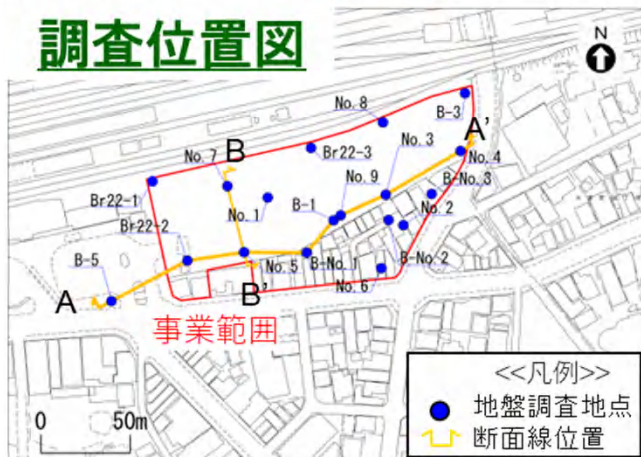 調査位置図
N
No. 8
B-3
No. 7
B
Br22-3
No. 3
A'
No. 4
Br22-1
No. 9
B-No. 3
No. 1
B-1
Br22-2
No. 2
B-5
No. 5
B-No. 1
B-No. 2
A
B'
No. 6
事業範囲
<<凡例>>
地盤調査地点
断面線位置
0 50m